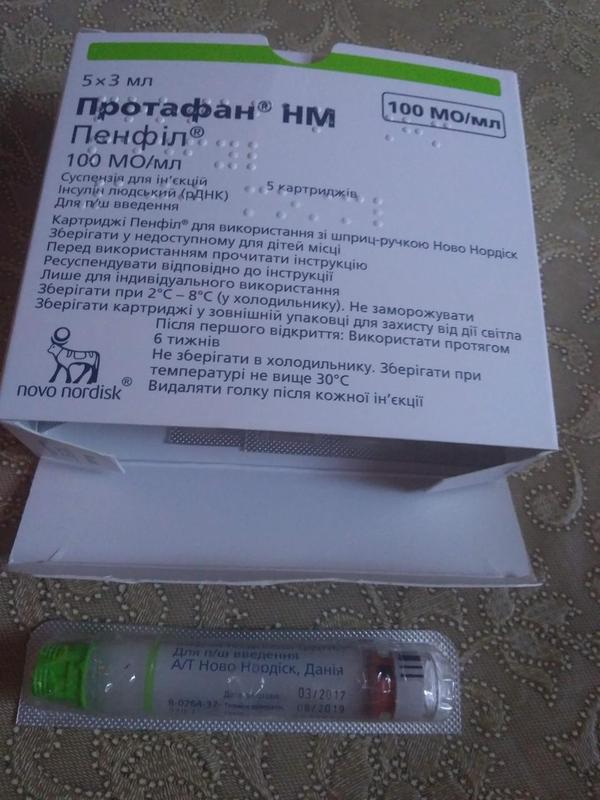 5×3 мл
Протафан® НМ
100 МО/мл
Пенфіл®
100 МО/мл
Суспензія для ін'єкцій
5 картриджів
Інсулін людський (рДНК)
Для п/ш введення
Картриджі Пенфіл® для використання зі шприц-ручкою Ново Нордіск
Зберігати у недоступному для дітей місці
Перед використанням прочитати інструкцію
Ресуспендувати відповідно до інструкції
Лише для індивідуального використання
Зберігати при 2°С – 8°С (у холодильнику). Не заморожувати
Зберігати картриджі у зовнішній упаковці для захисту від дії світла
Після першого відкриття: Використати протягом
6 тижнів
Не зберігати в холодильнику. Зберігати при
температурі не вище 30°С
Видаляти голку після кожної ін'єкції
novo nordisk®
Для п/ш введення
А/Т Ново Нордіск, Данія
03/2017
08/2019